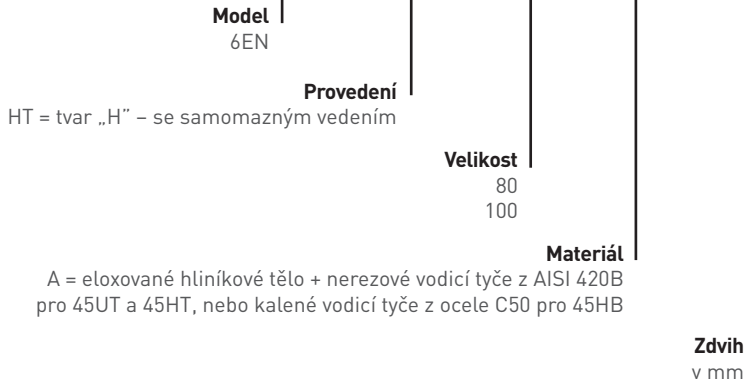 Model
6EN
Provedení
HT = tvar „H” – se samomazným vedením
Velikost
80
100
Materiál
A = eloxované hliníkové tělo + nerezové vodicí tyče z AISI 420B
pro 45UT a 45HT, nebo kalené vodicí tyče z ocele C50 pro 45HB
Zdvih
v mm